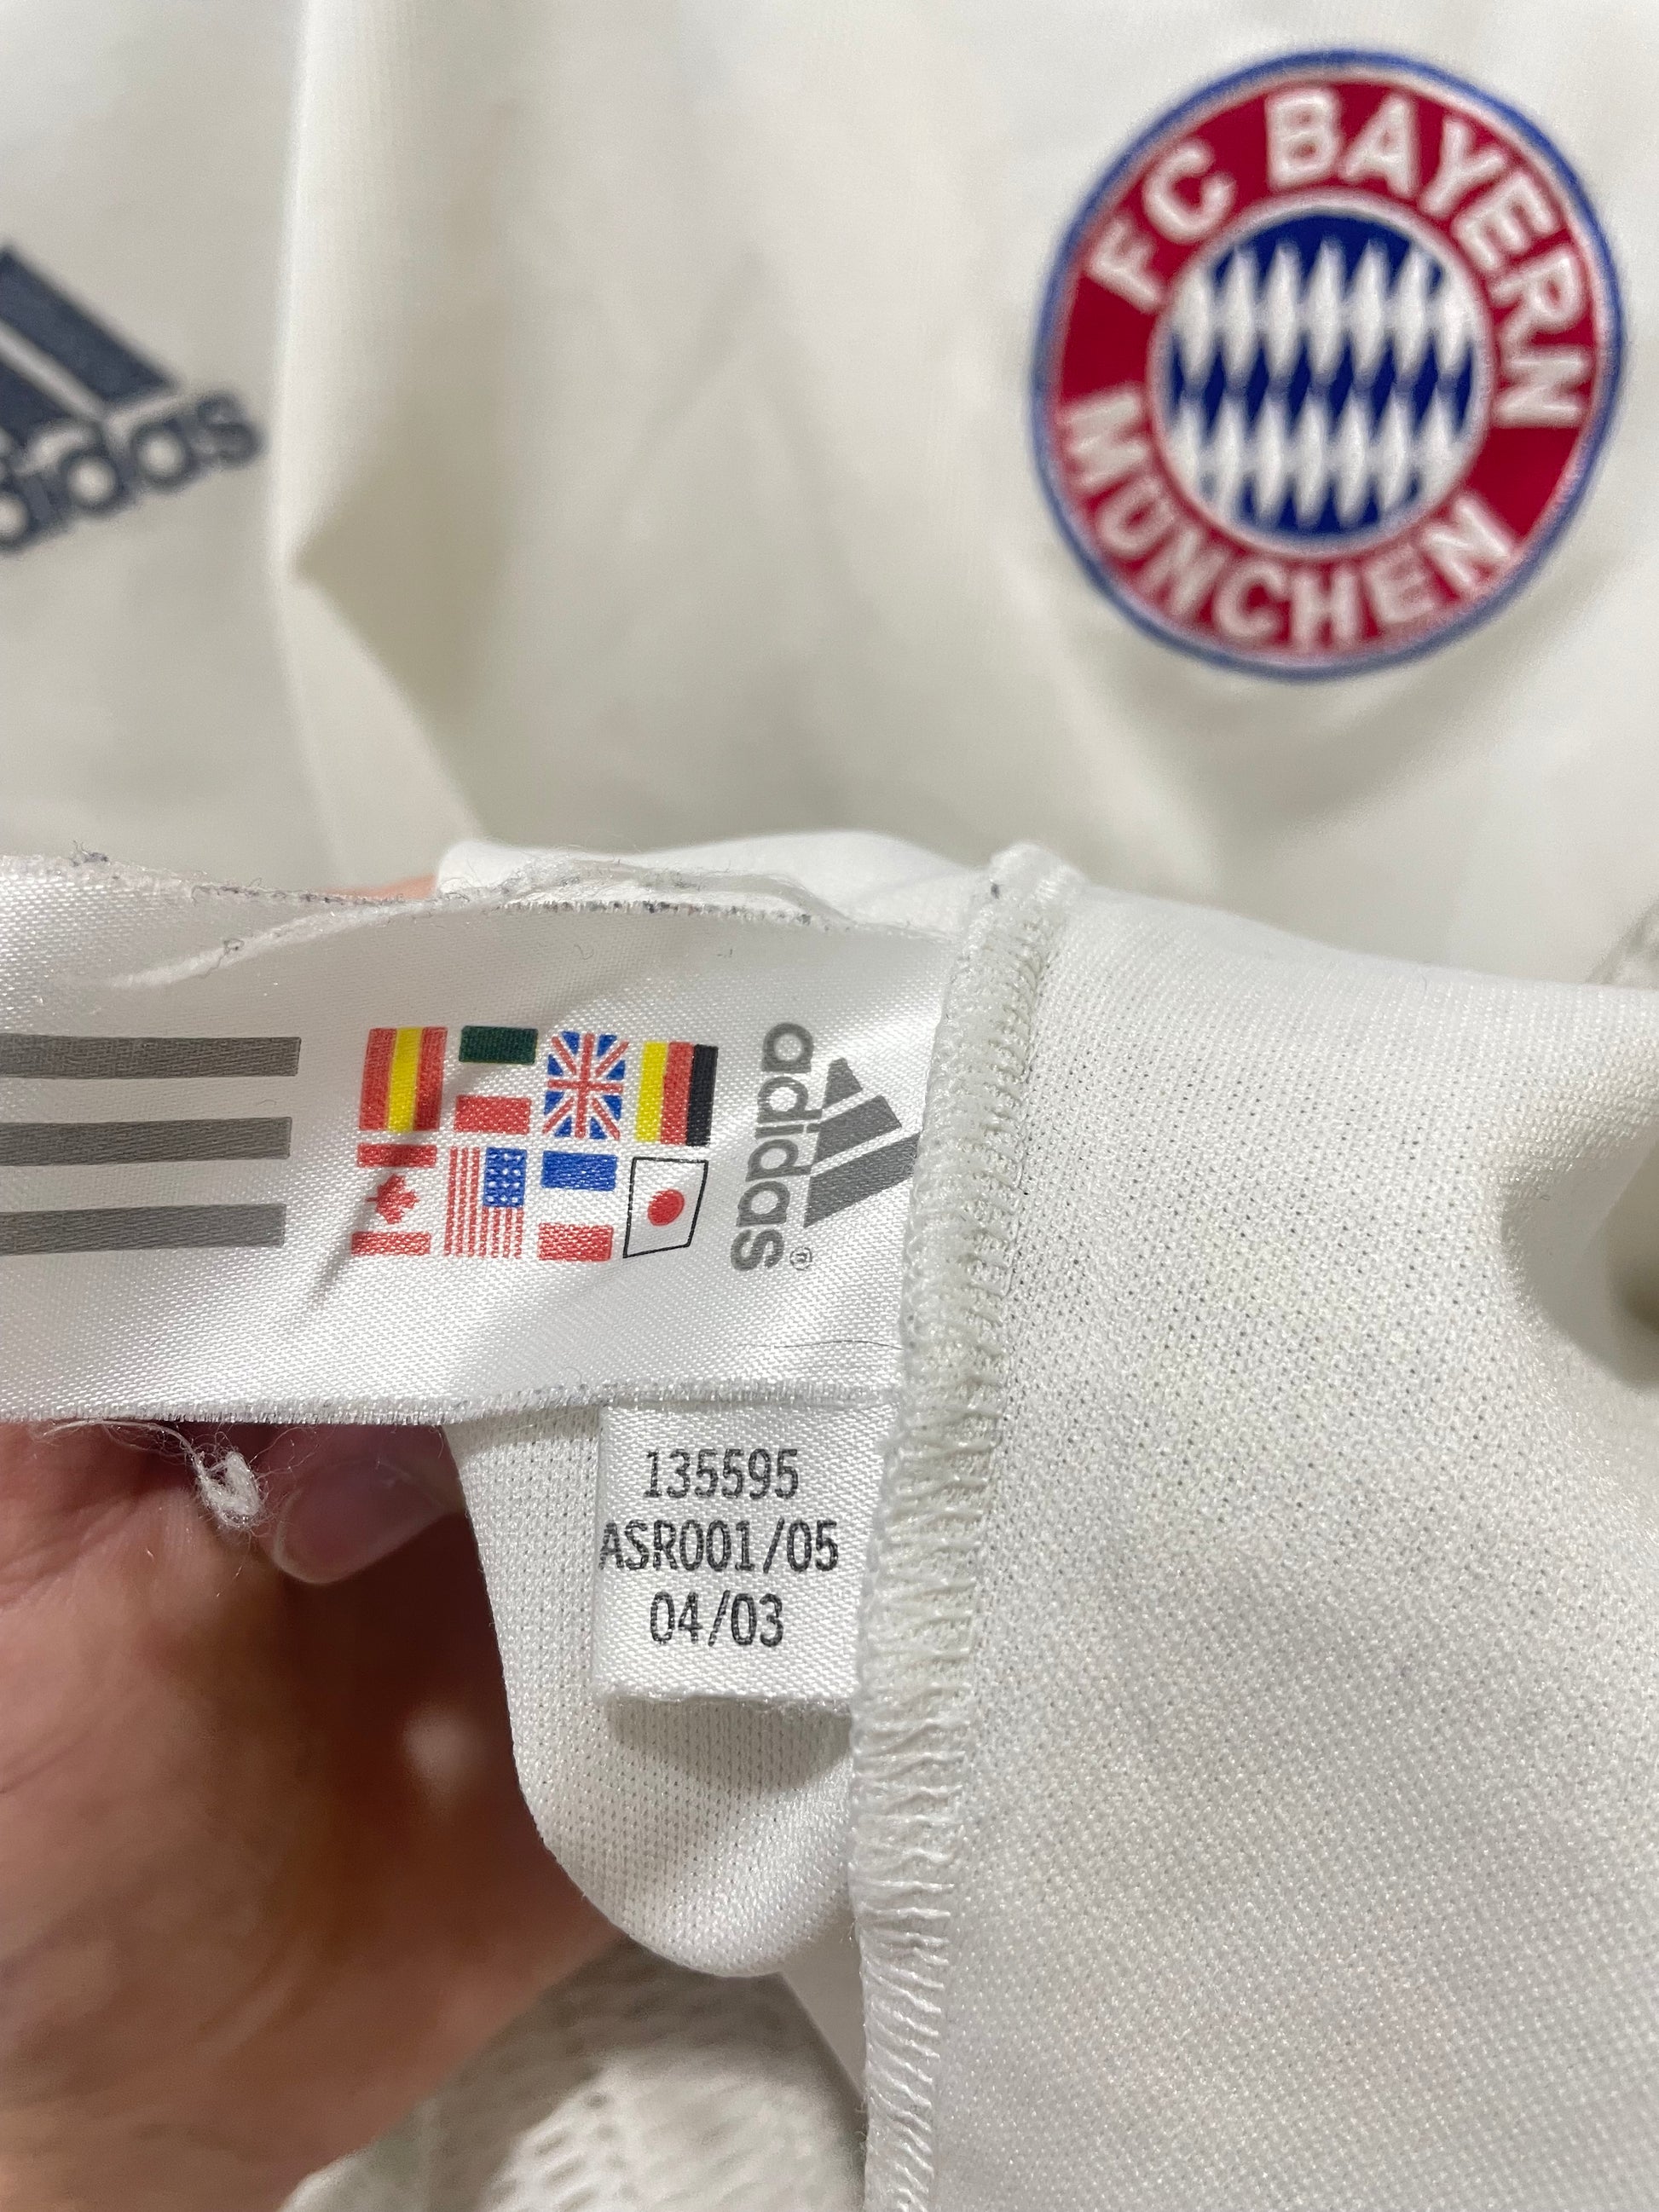 FC BAYERN
MÜNCHEN
adidas
adidas®
135595
ASR001/05
04/03